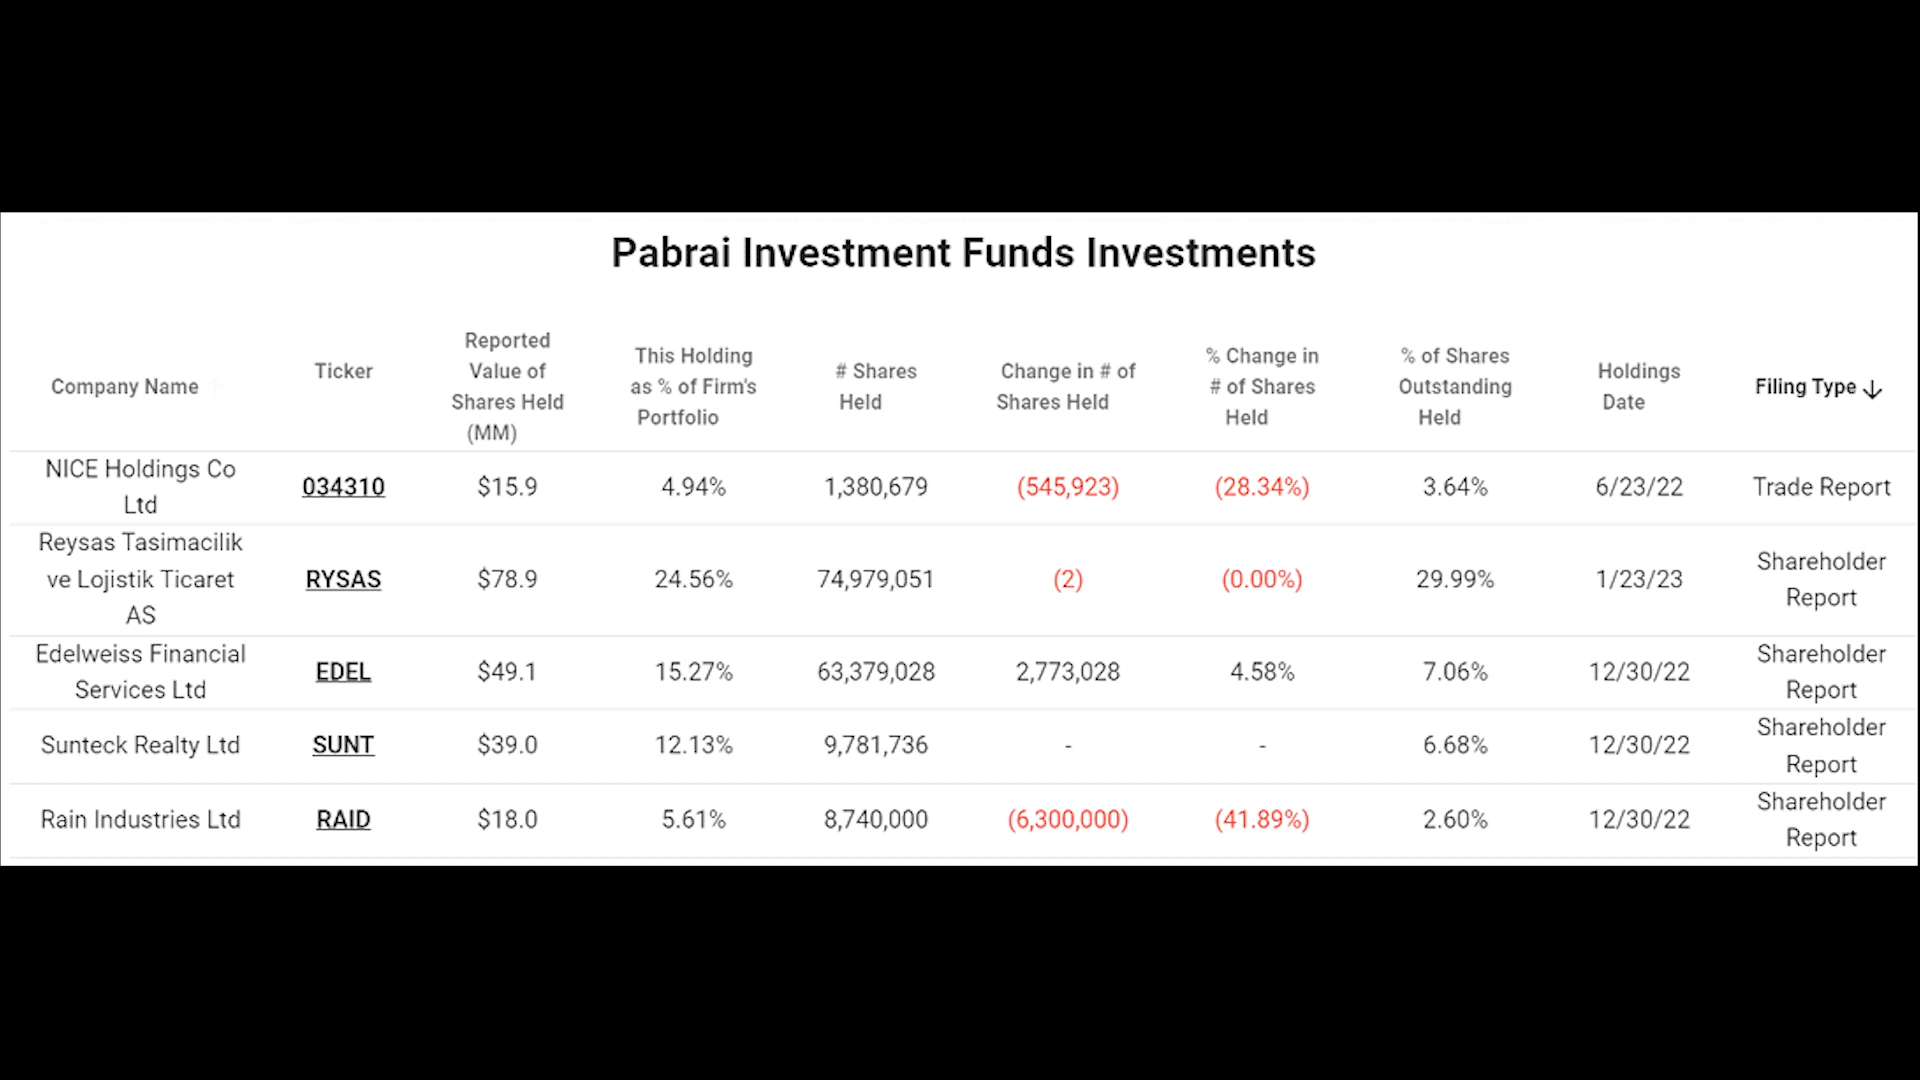 Pabrai Investment Funds Investments
Company Name
Ticker
Reported
Value of
Shares Held
(MM)
This Holding
as % of Firm's
Portfolio
# Shares
Held
Change in # of
Shares Held
% Change in
# of Shares
Held
% of Shares
Outstanding
Held
Holdings
Date
Filing Type ↓
NICE Holdings Co
Ltd
034310
$15.9
4.94%
1,380,679
(545,923)
(28.34%)
3.64%
6/23/22
Trade Report
Reysas Tasimacilik
ve Lojistik Ticaret
AS
RYSAS
$78.9
24.56%
74,979,051
(2)
(0.00%)
29.99%
1/23/23
Shareholder
Report
Edelweiss Financial
Services Ltd
EDEL
$49.1
15.27%
63,379,028
2,773,028
4.58%
7.06%
12/30/22
Shareholder
Report
Sunteck Realty Ltd
SUNT
$39.0
12.13%
9,781,736
-
-
6.68%
12/30/22
Shareholder
Report
Rain Industries Ltd
RAID
$18.0
5.61%
8,740,000
(6,300,000)
(41.89%)
2.60%
12/30/22
Shareholder
Report